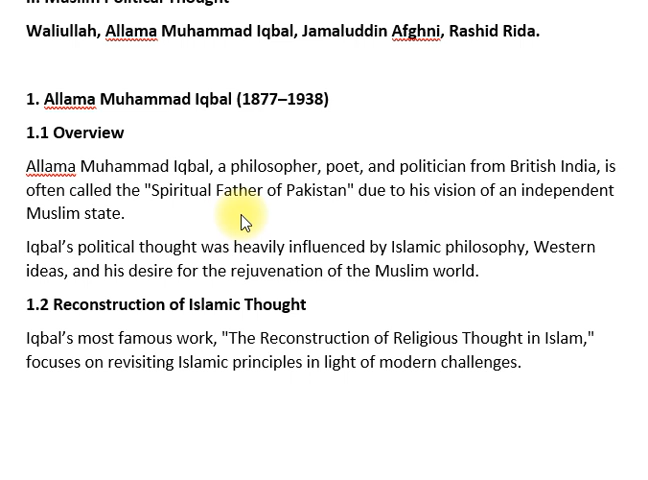 II. Muslim Political Thought
Waliullah, Allama Muhammad Iqbal, Jamaluddin Afghni, Rashid Rida.
1. Allama Muhammad Iqbal (1877–1938)
1.1 Overview
Allama Muhammad Iqbal, a philosopher, poet, and politician from British India, is
often called the "Spiritual Father of Pakistan" due to his vision of an independent
Muslim state.
Iqbal’s political thought was heavily influenced by Islamic philosophy, Western
ideas, and his desire for the rejuvenation of the Muslim world.
1.2 Reconstruction of Islamic Thought
Iqbal’s most famous work, "The Reconstruction of Religious Thought in Islam,"
focuses on revisiting Islamic principles in light of modern challenges.